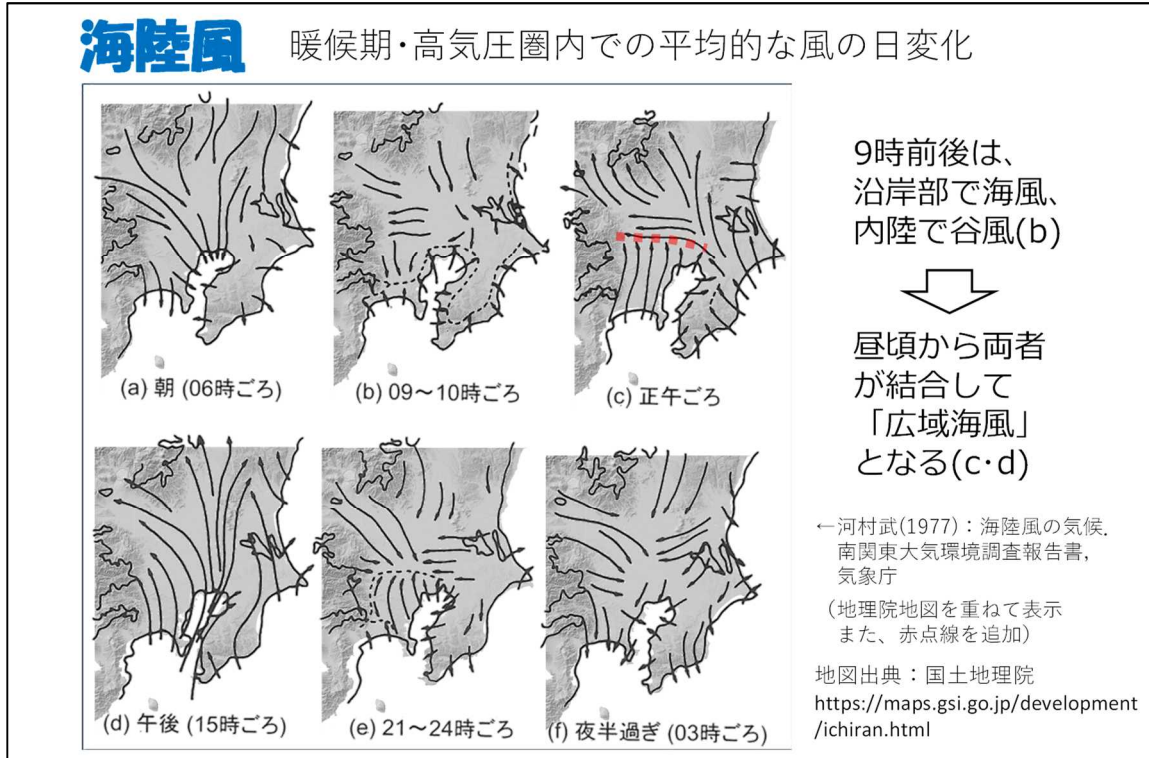 海陸風 暖候期・高気圧圏内での平均的な風の日変化
(a) 朝 (06時ごろ)
(b) 09～10時ごろ
(c) 正午ごろ
(d) 午後 (15時ごろ)
(e) 21～24時ごろ
(f) 夜半過ぎ (03時ごろ)
9時前後は、
沿岸部で海風、
内陸で谷風(b)
昼頃から両者
が結合して
「広域海風」
となる(c・d)
←河村武(1977)：海陸風の気候．
南関東大気環境調査報告書，
気象庁
（地理院地図を重ねて表示
また、赤点線を追加）
地図出典：国土地理院
https://maps.gsi.go.jp/development
/ichiran.html